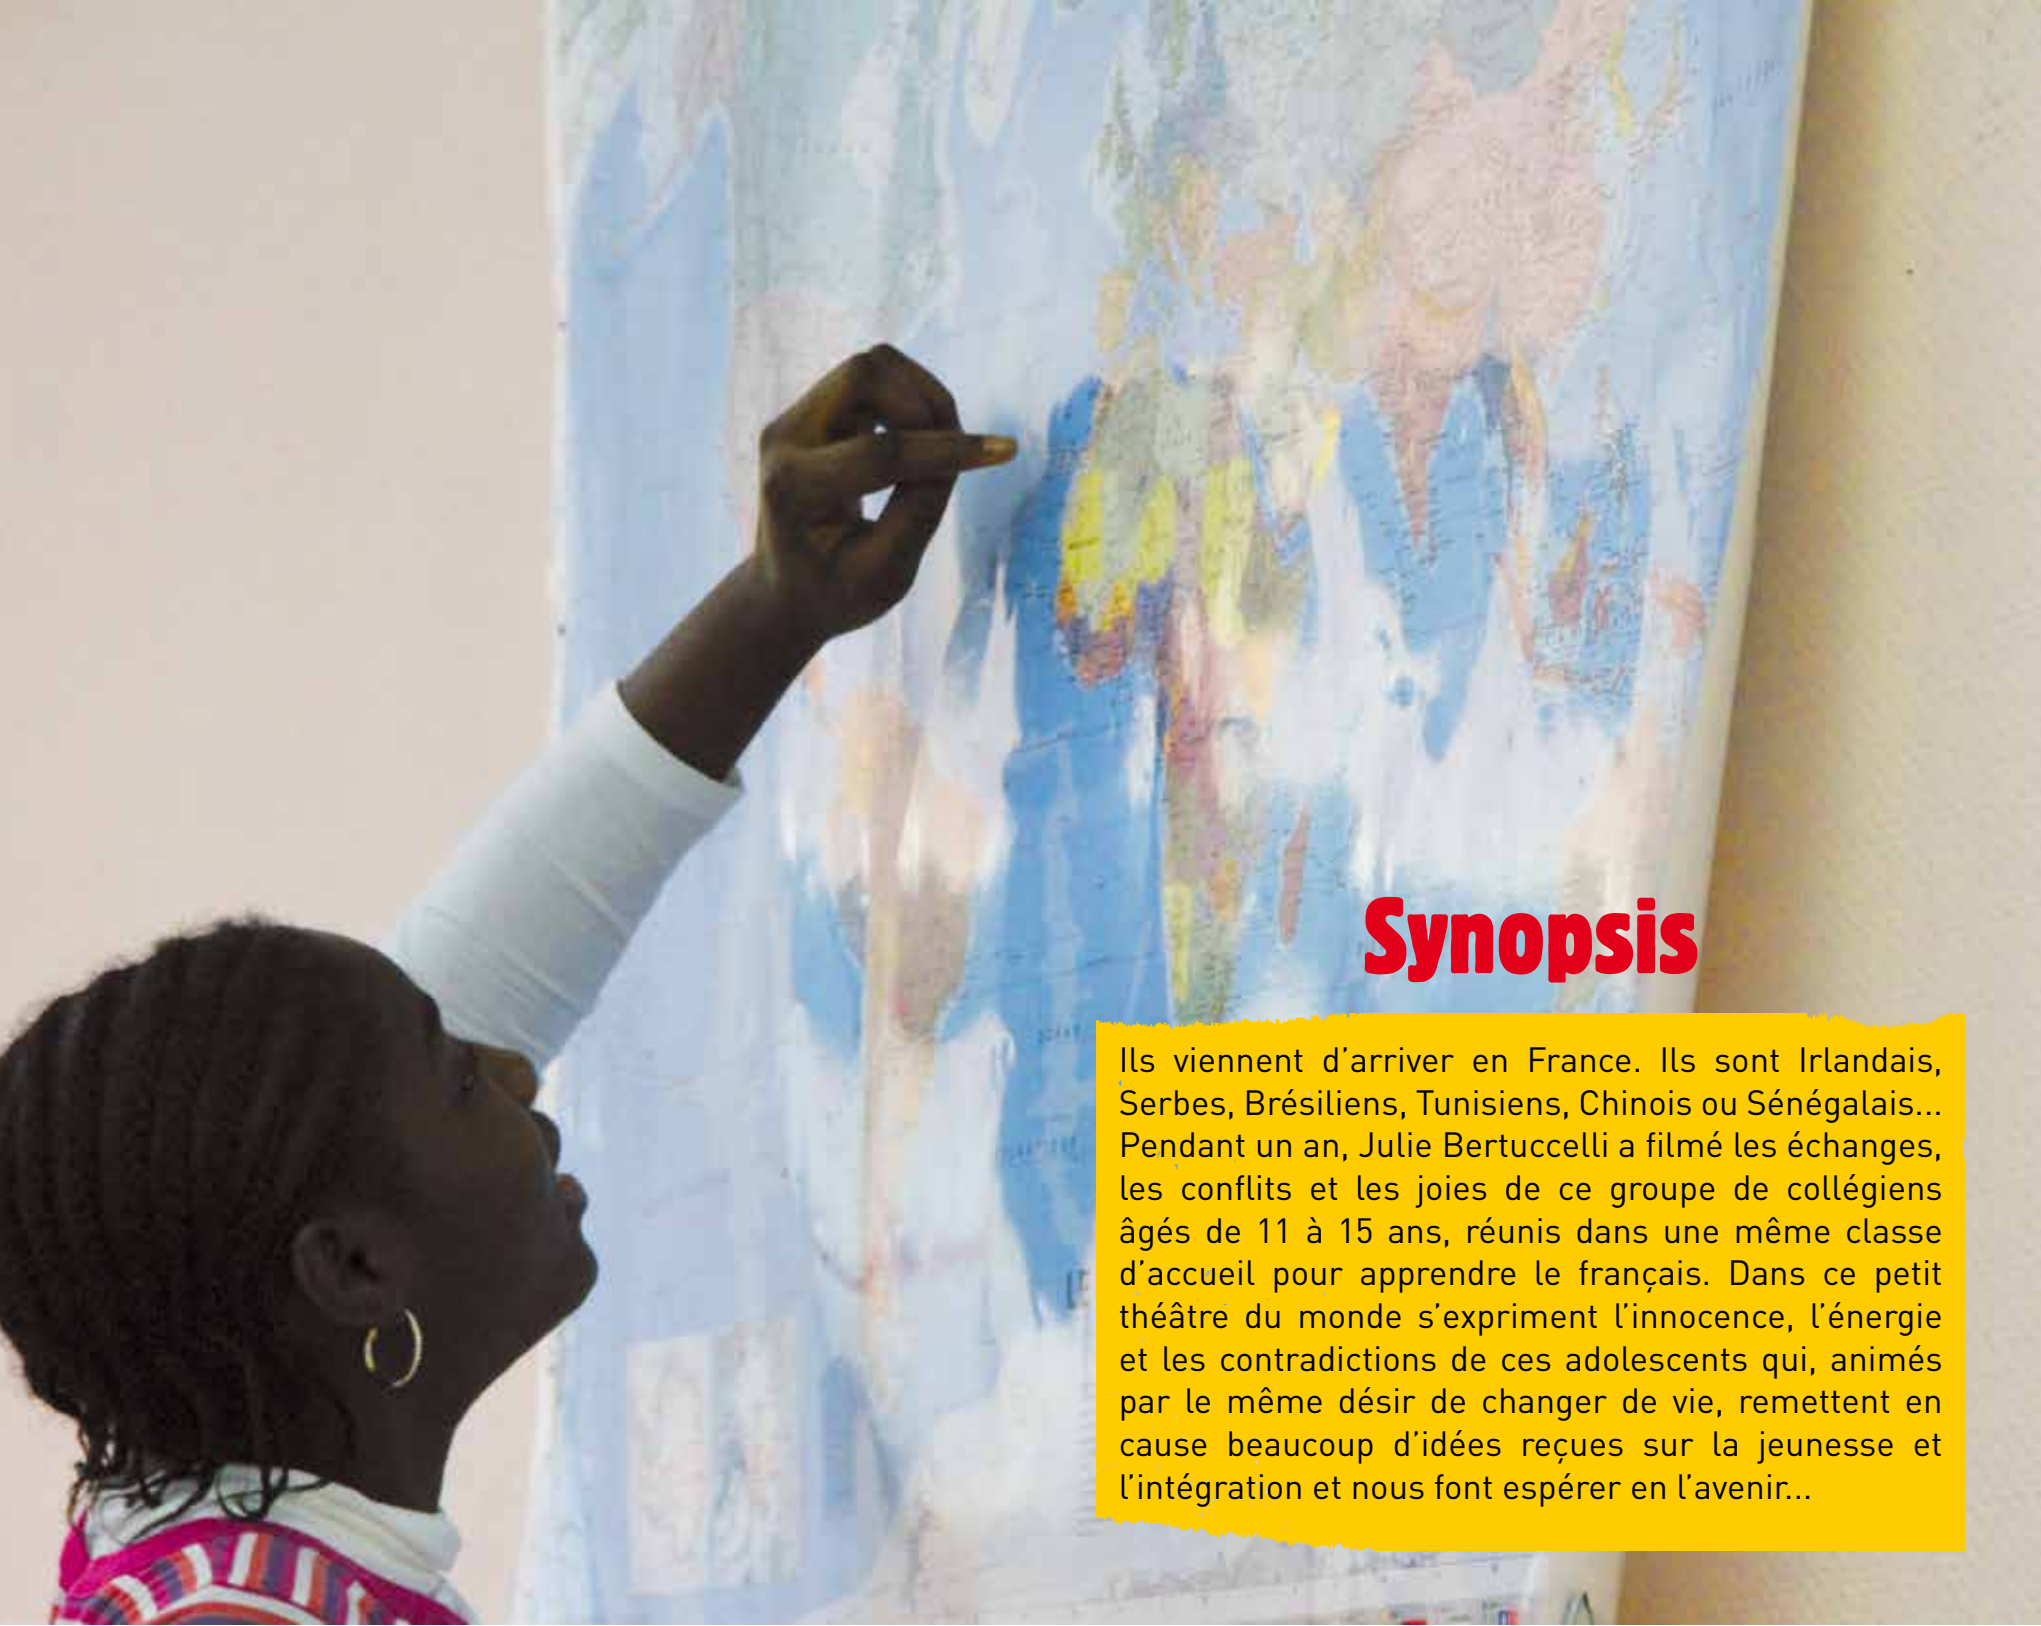 Synopsis
Ils viennent d'arriver en France. Ils sont Irlandais,
Serbes, Brésiliens, Tunisiens, Chinois ou Sénégalais...
Pendant un an, Julie Bertuccelli a filmé les échanges,
les conflits et les joies de ce groupe de collégiens
âgés de 11 à 15 ans, réunis dans une même classe
d'accueil pour apprendre le français. Dans ce petit
théâtre du monde s'expriment l'innocence, l'énergie
et les contradictions de ces adolescents qui, animés
par le même désir de changer de vie, remettent en
cause beaucoup d'idées reçues sur la jeunesse et
l'intégration et nous font espérer en l'avenir...